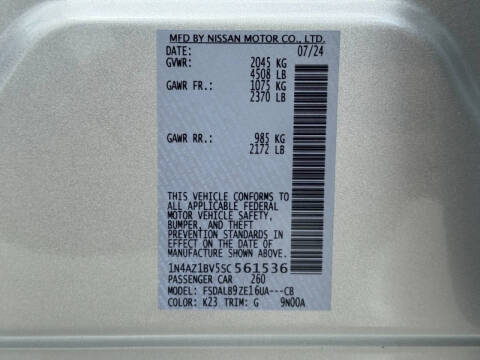 MFD BY NISSAN MOTOR CO., LTD.
DATE: 07/24
GVWR: 2045 KG
4508 LB
GAWR FR.: 1075 KG
2370 LB
GAWR RR.: 985 KG
2172 LB
THIS VEHICLE CONFORMS TO
ALL APPLICABLE FEDERAL
MOTOR VEHICLE SAFETY,
BUMPER, AND THEFT
PREVENTION STANDARDS IN
EFFECT ON THE DATE OF
MANUFACTURE SHOWN ABOVE.
1N4AZ1BV5SC561536
PASSENGER CAR 260
MODEL: FSDALB9ZE16UA---CB
COLOR: K23 TRIM: G 9N00A